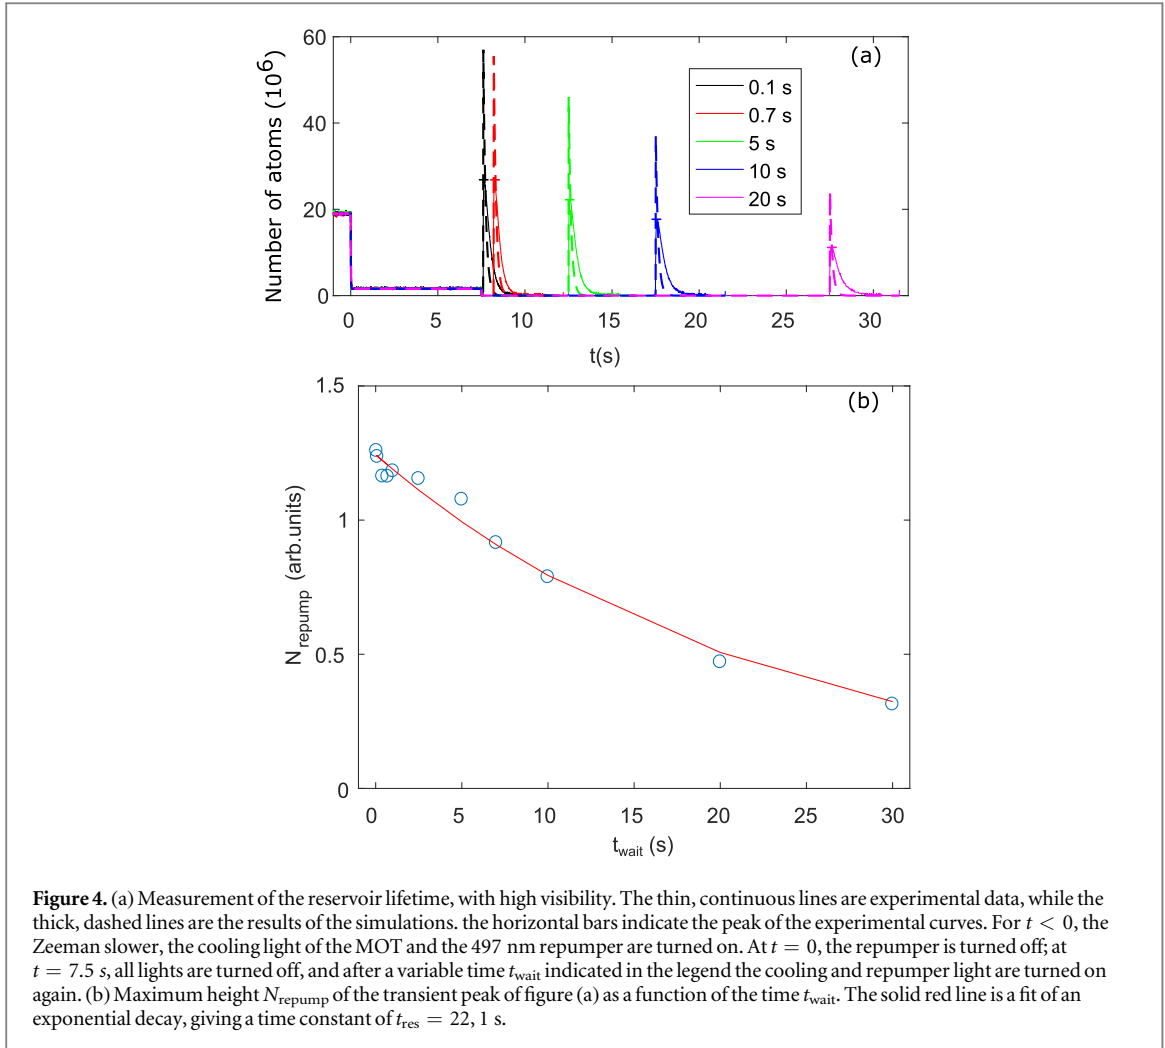 (a)
60
40
20
0
Number of atoms (10⁶)
0.1 s
0.7 s
5 s
10 s
20 s
0 5 10 15 20 25 30
t(s)
(b)
1.5
1
0.5
0
N_repump (arb.units)
0 5 10 15 20 30
t_wait (s)
Figure 4. (a) Measurement of the reservoir lifetime, with high visibility. The thin, continuous lines are experimental data, while the
thick, dashed lines are the results of the simulations. the horizontal bars indicate the peak of the experimental curves. For t < 0, the
Zeeman slower, the cooling light of the MOT and the 497 nm repumper are turned on. At t = 0, the repumper is turned off; at
t = 7.5 s, all lights are turned off, and after a variable time t_wait indicated in the legend the cooling and repumper light are turned on
again. (b) Maximum height N_repump of the transient peak of figure (a) as a function of the time t_wait. The solid red line is a fit of an
exponential decay, giving a time constant of t_res = 22, 1 s.